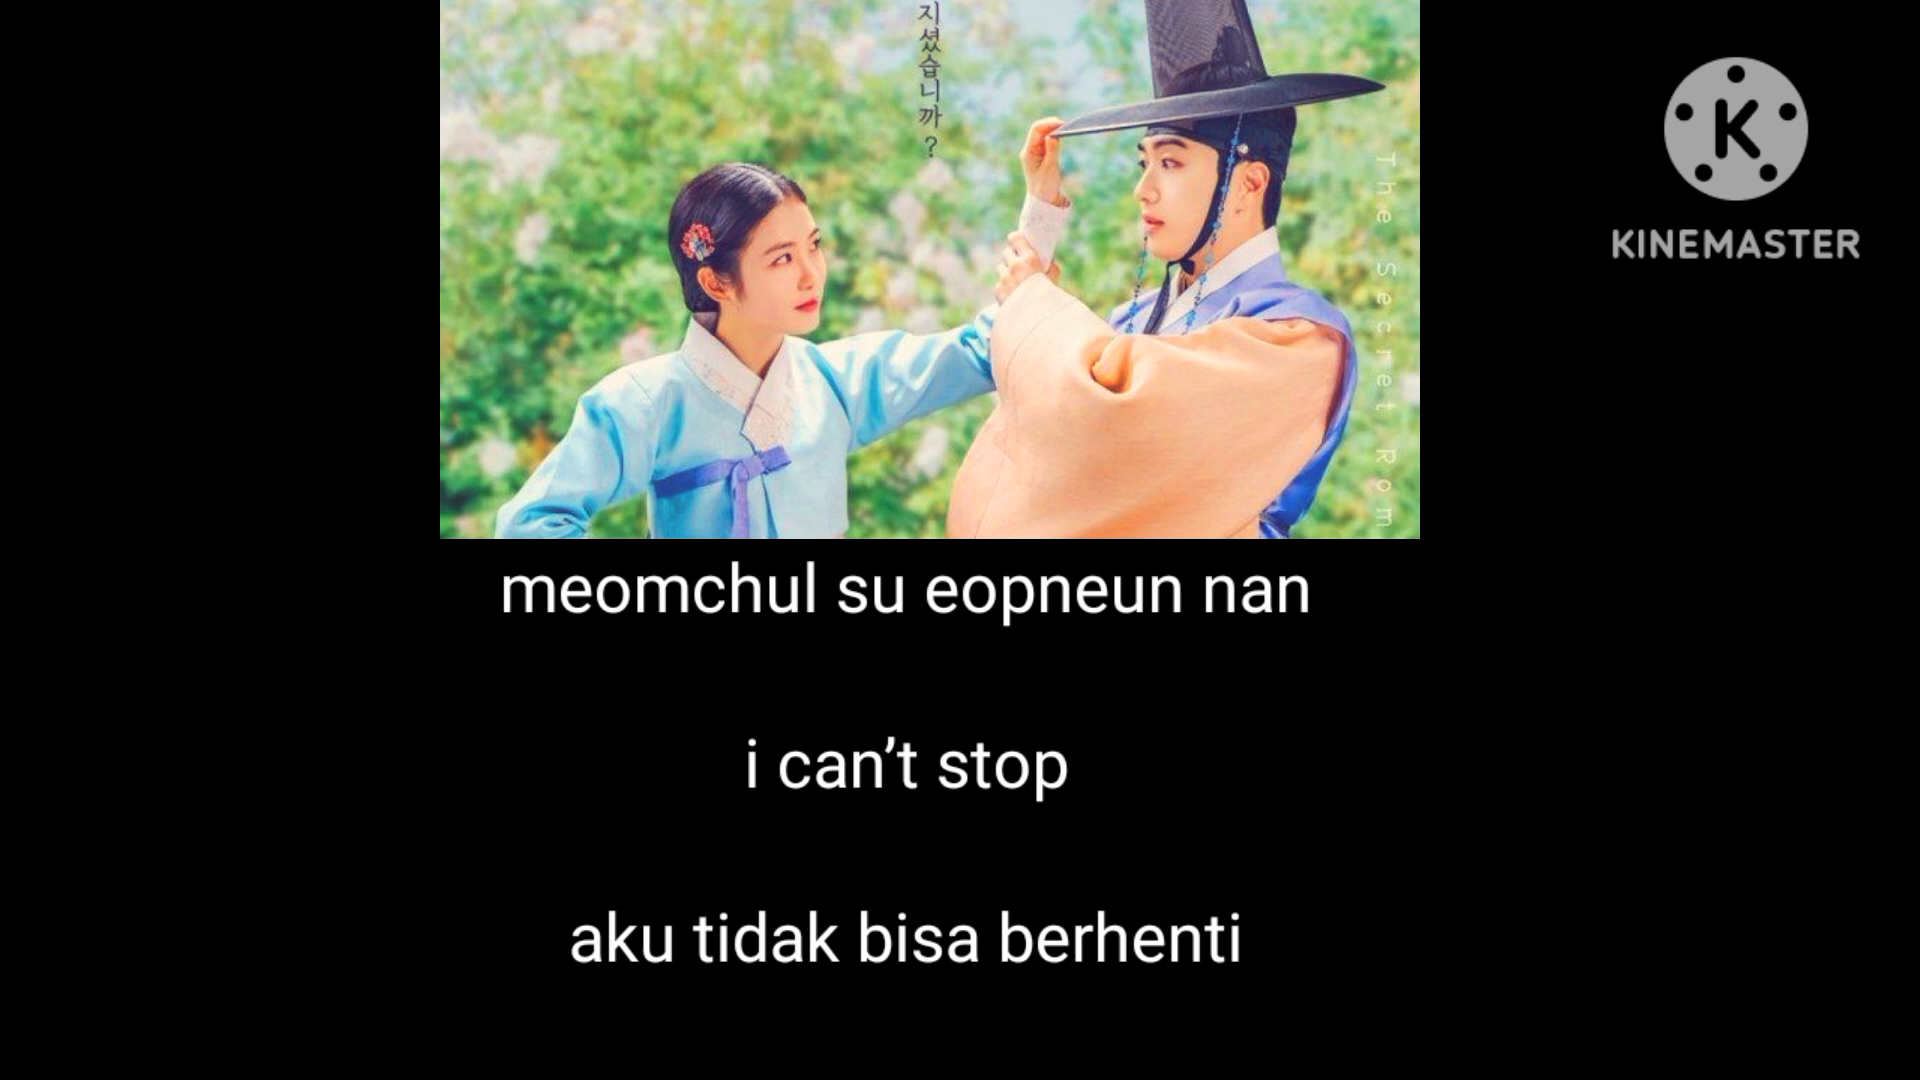 지셨습니까?
The Secret Rom
K
KINEMASTER
meomchul su eopneun nan
i can’t stop
aku tidak bisa berhenti